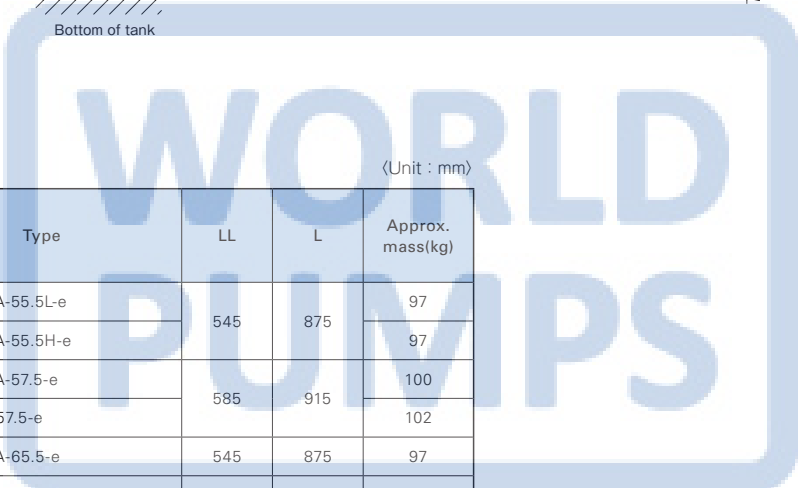 Bottom of tank
WORLD
PUMPS
〈Unit：mm〉
Type LL L Approx. mass(kg)
A-55.5L-e 545 875 97
A-55.5H-e 97
A-57.5-e 585 915 100
57.5-e 102
A-65.5-e 545 875 97